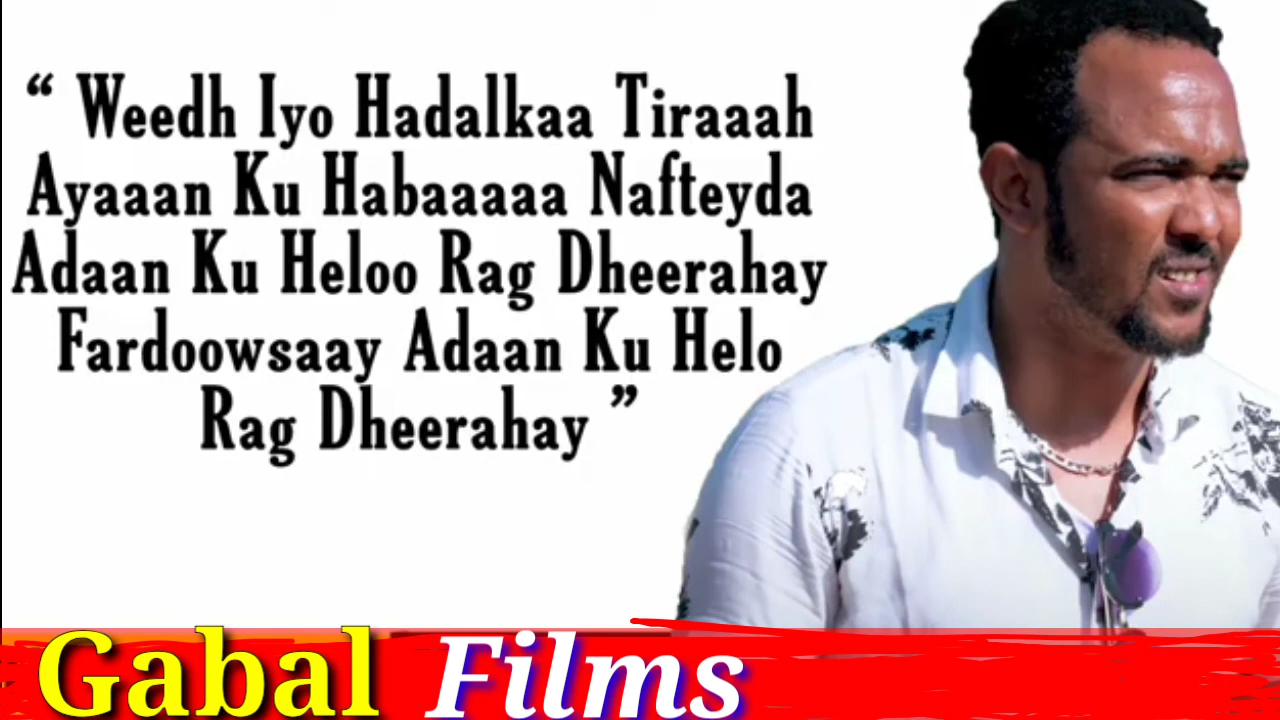 “ Weedh Iyo Hadalkaa Tiraaah
Ayaaan Ku Habaaaaa Nafteyda
Adaan Ku Heloo Rag Dheerahay
Fardoowsaay Adaan Ku Helo
Rag Dheerahay ”
Gabal Films